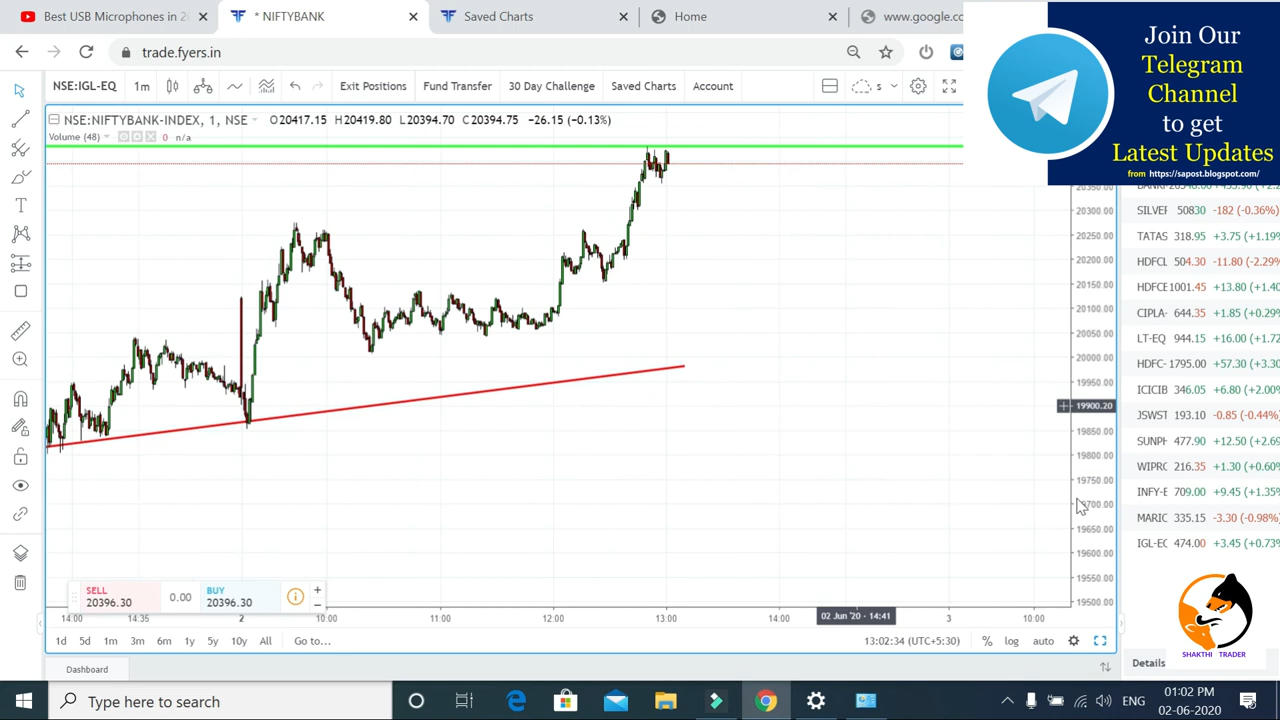 Best USB Microphones in 2
* NIFTYBANK
Saved Charts
Home
www.google.co
trade.fyers.in
NSE:IGL-EQ
1m
Exit Positions
Fund Transfer
30 Day Challenge
Saved Charts
Account
s
NSE:NIFTYBANK-INDEX, 1, NSE
O20417.15 H20419.80 L20394.70 C20394.75 -26.15 (-0.13%)
Volume (48)
0 n/a
Join Our
Telegram
Channel
to get
Latest Updates
from https://sapost.blogspot.com/
20350.00
20300.00
20250.00
20200.00
20150.00
20100.00
20050.00
20000.00
19950.00
19900.20
19850.00
19800.00
19750.00
19700.00
19650.00
19600.00
19550.00
19500.00
SILVEF 50830 -182 (-0.36%)
TATAS 318.95 +3.75 (+1.19%
HDFCL 504.30 -11.80 (-2.29%
HDFCE 1001.45 +13.80 (+1.40
CIPLA- 644.35 +1.85 (+0.29%
LT-EQ 944.15 +16.00 (+1.72
HDFC- 1795.00 +57.30 (+3.30
ICICIB 346.05 +6.80 (+2.00%
JSWST 193.10 -0.85 (-0.44%)
SUNPH 477.90 +12.50 (+2.69
WIPRC 216.35 +1.30 (+0.60%
INFY-E 709.00 +9.45 (+1.35%
MARIC 335.15 -3.30 (-0.98%)
IGL-EC 474.00 +3.45 (+0.73%
SELL
20396.30
0.00
BUY
20396.30
14:00 14:35 2 10:00 11:00 12:00 13:00 14:00 02 Jun '20 - 14:41 3 10:00
1d 5d 1m 3m 6m 1y 5y 10y All Go to...
13:02:34 (UTC+5:30) % log auto
SHAKTHI TRADER
Dashboard
Details
Type here to search
ENG
01:02 PM
02-06-2020